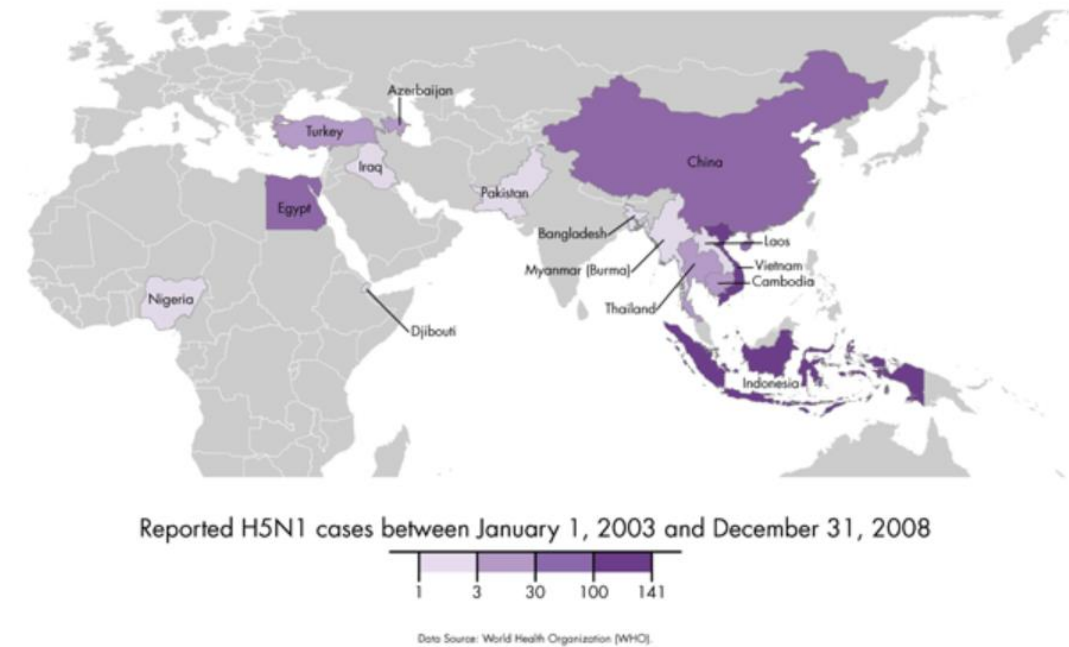 Azerbaijan
Turkey
Iraq
China
Pakistan
Egypt
Bangladesh
Laos
Myanmar (Burma)
Vietnam
Cambodia
Nigeria
Thailand
Djibouti
Indonesia
Reported H5N1 cases between January 1, 2003 and December 31, 2008
1 3 30 100 141
Data Source: World Health Organization (WHO).